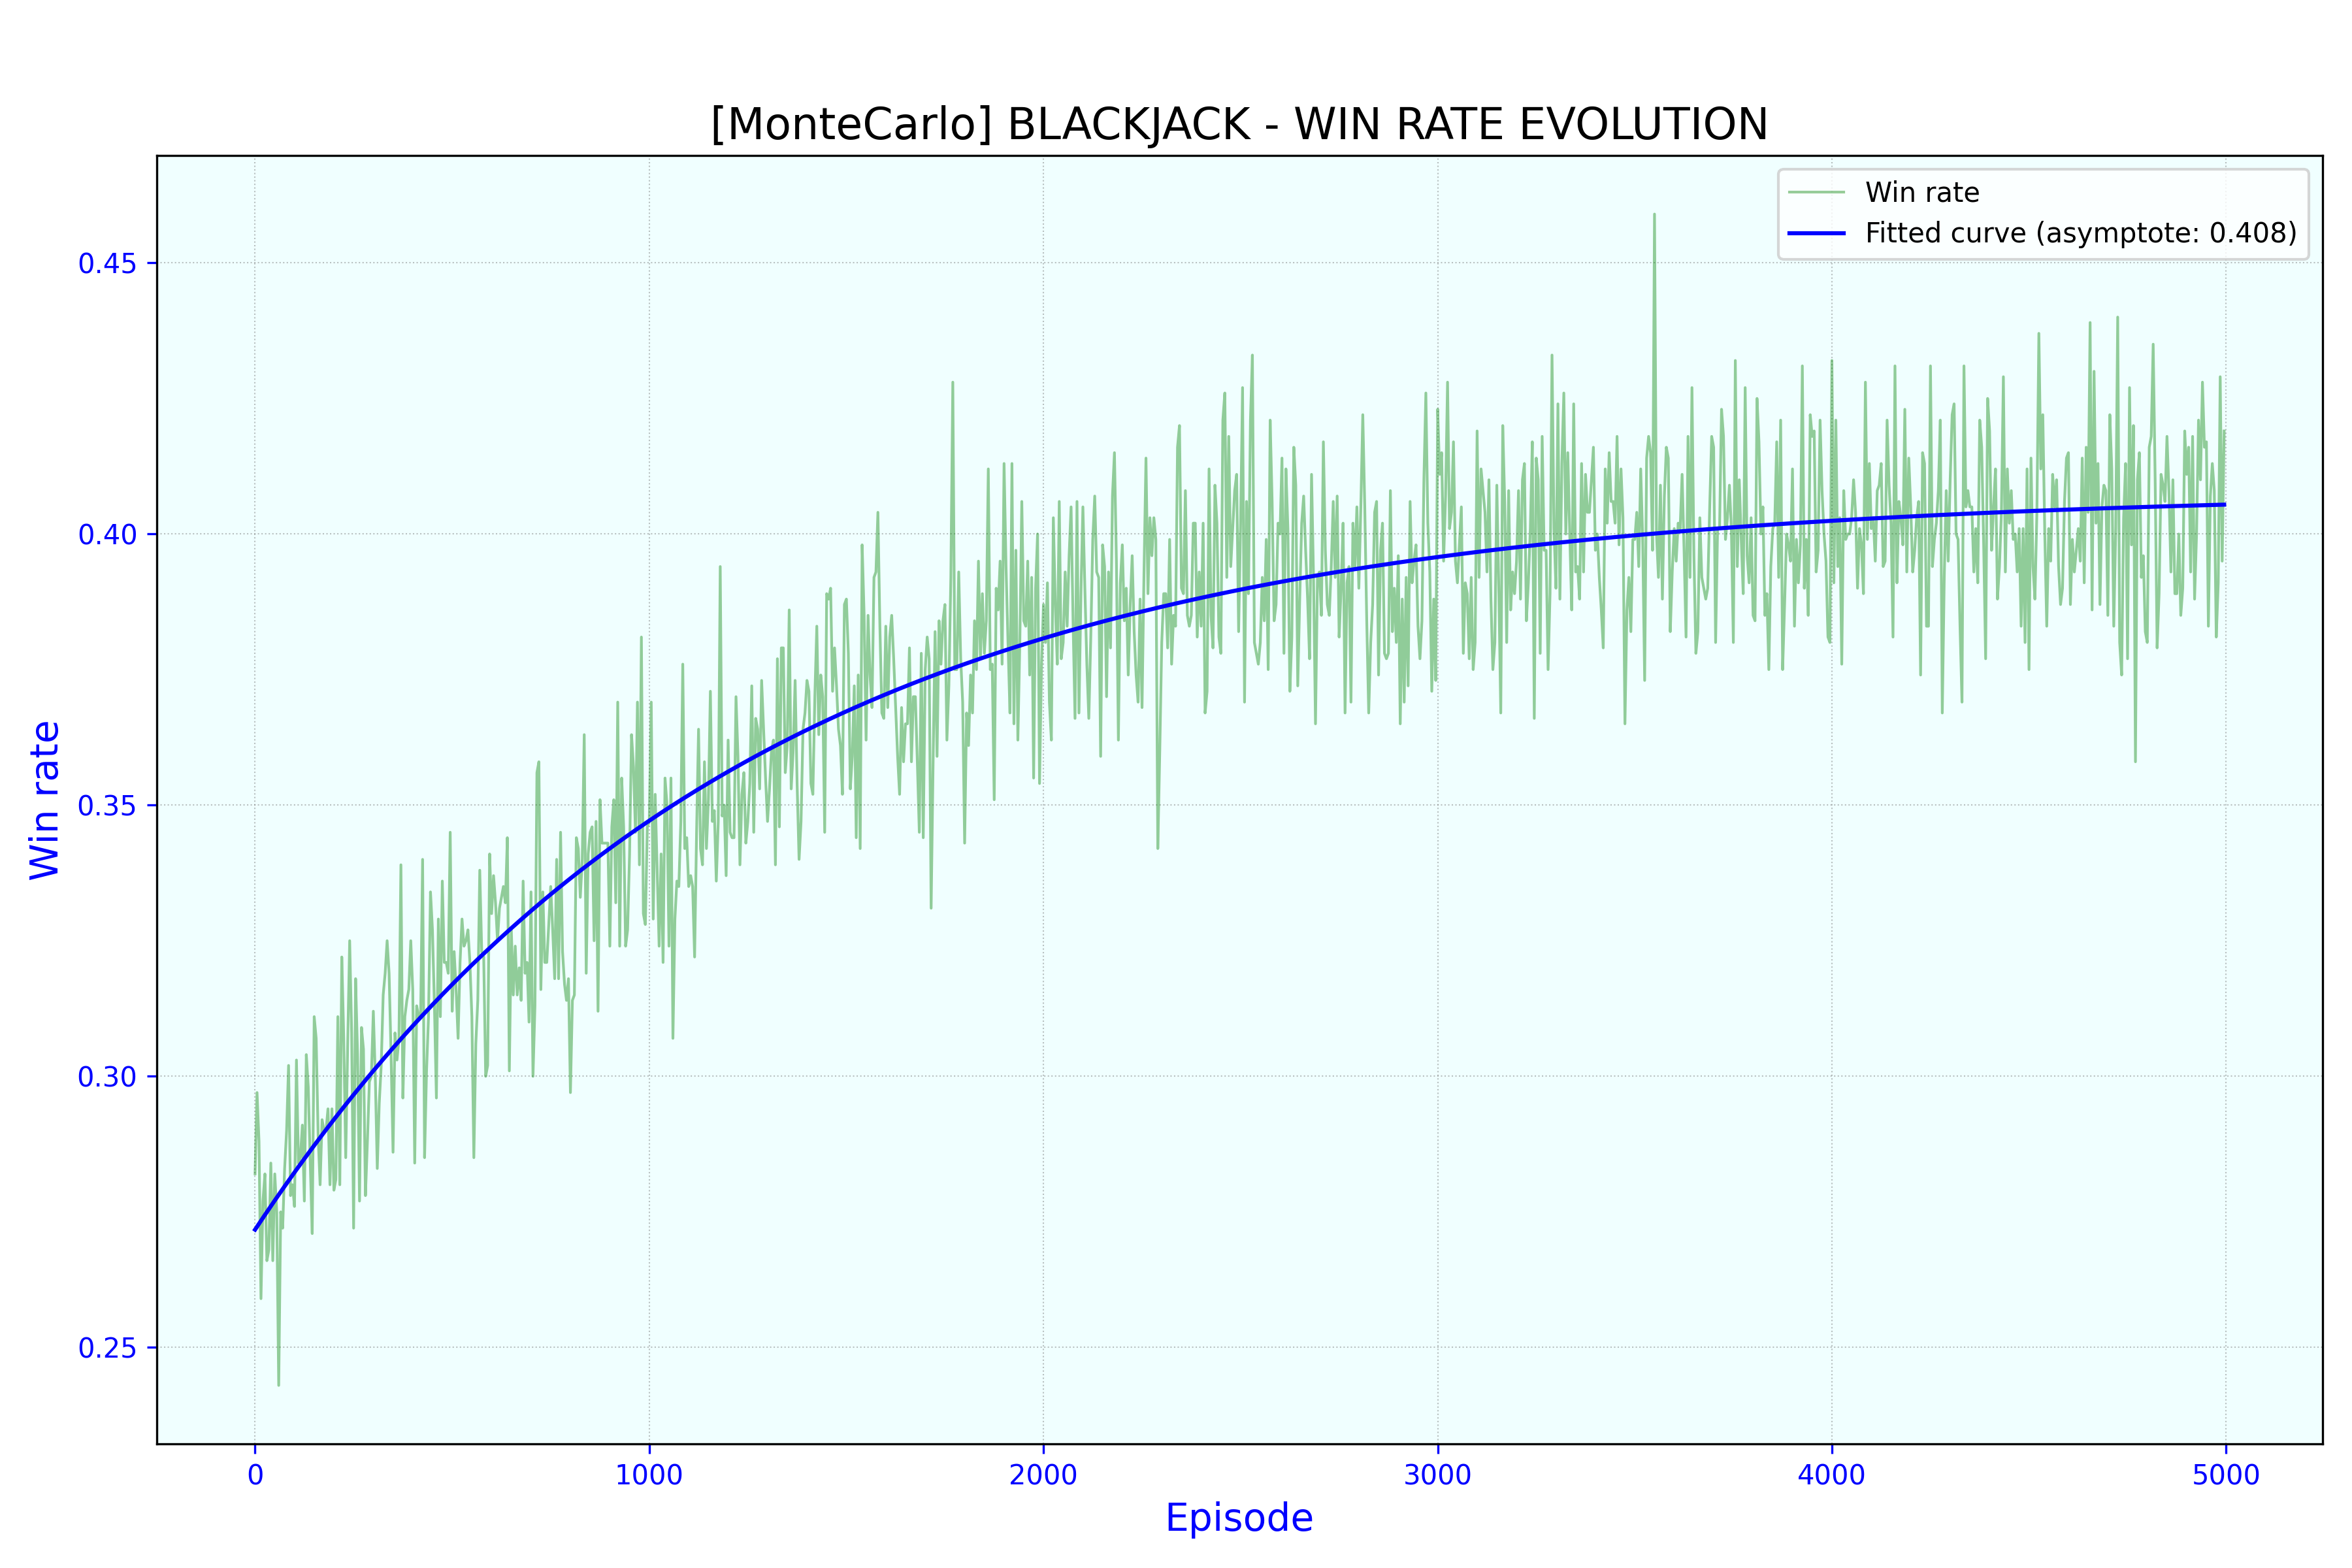 [MonteCarlo] BLACKJACK - WIN RATE EVOLUTION
Win rate
Fitted curve (asymptote: 0.408)
0.45
0.40
0.35
0.30
0.25
Win rate
0 1000 2000 3000 4000 5000
Episode